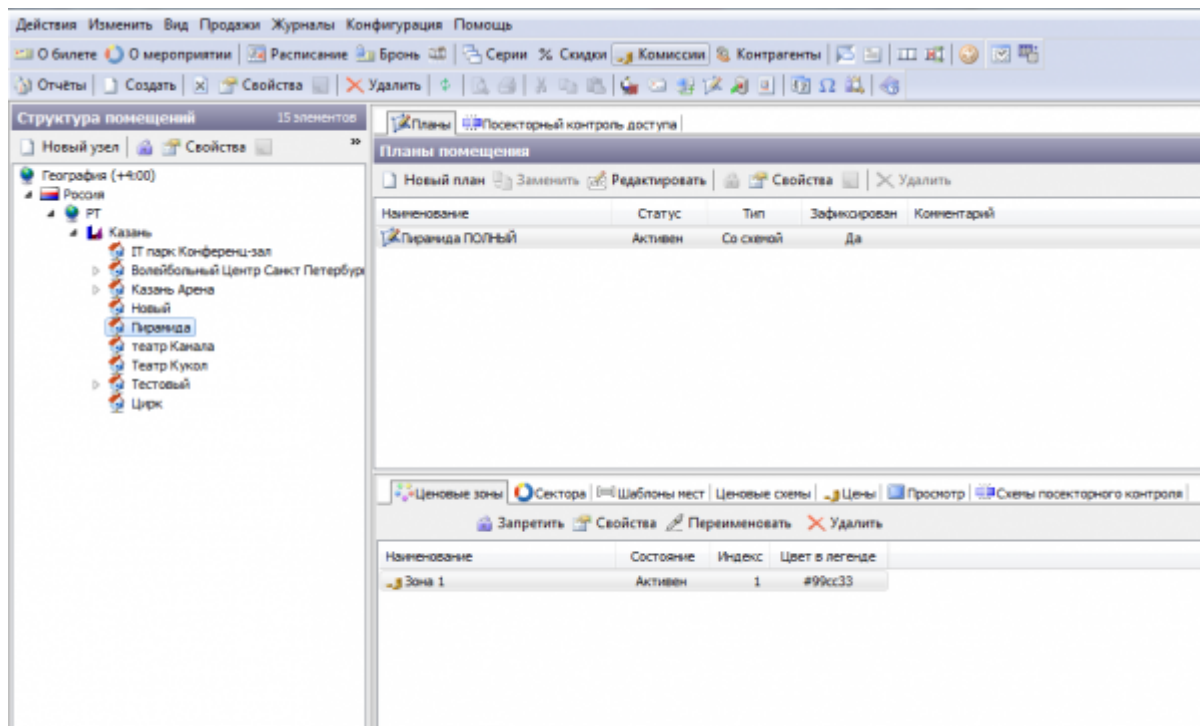 Действия Изменить Вид Продажи Журналы Конфигурация Помощь
О билете О мероприятии Расписание Бронь Серии Скидки Комиссии Контрагенты
Отчёты Создать Свойства Удалить
Структура помещений 15 элементов
Новый узел Свойства
География (+4:00)
Россия
РТ
Казань
IT парк Конференц-зал
Волейбольный Центр Санкт Петербург
Казань Арена
Новый
Пирамида
театр Канала
Театр Кукол
Тестовый
Цирк
Планы Посекторный контроль доступа
Планы помещения
Новый план Заменить Редактировать Свойства Удалить
Наименование Статус Тип Зафиксирован Комментарий
Пирамида ПОЛНЫЙ Активен Со схемой Да
Ценовые зоны Сектора Шаблоны мест Ценовые схемы Цены Просмотр Схемы посекторного контроля
Запретить Свойства Переименовать Удалить
Наименование Состояние Индекс Цвет в легенде
Зона 1 Активен 1 #99cc33